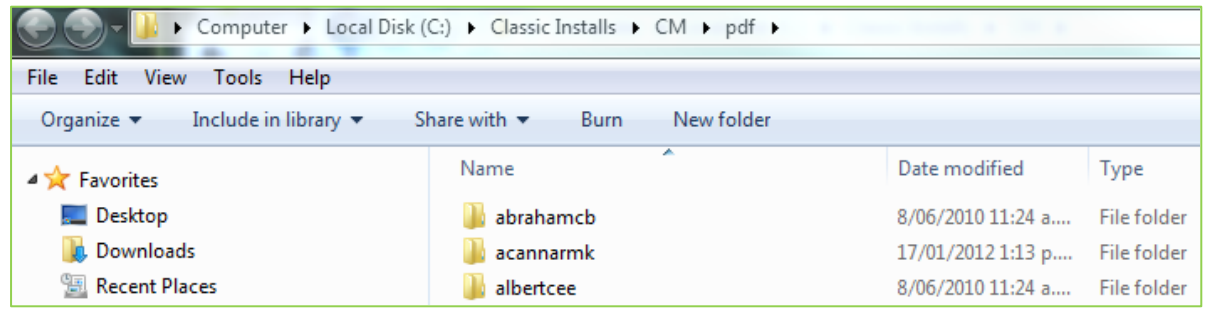 Computer Local Disk (C:) Classic Installs CM pdf
File Edit View Tools Help
Organize Include in library Share with Burn New folder
Name Date modified Type
Favorites
Desktop abrahamcb 8/06/2010 11:24 a.... File folder
Downloads acannarmk 17/01/2012 1:13 p.... File folder
Recent Places albertcee 8/06/2010 11:24 a.... File folder